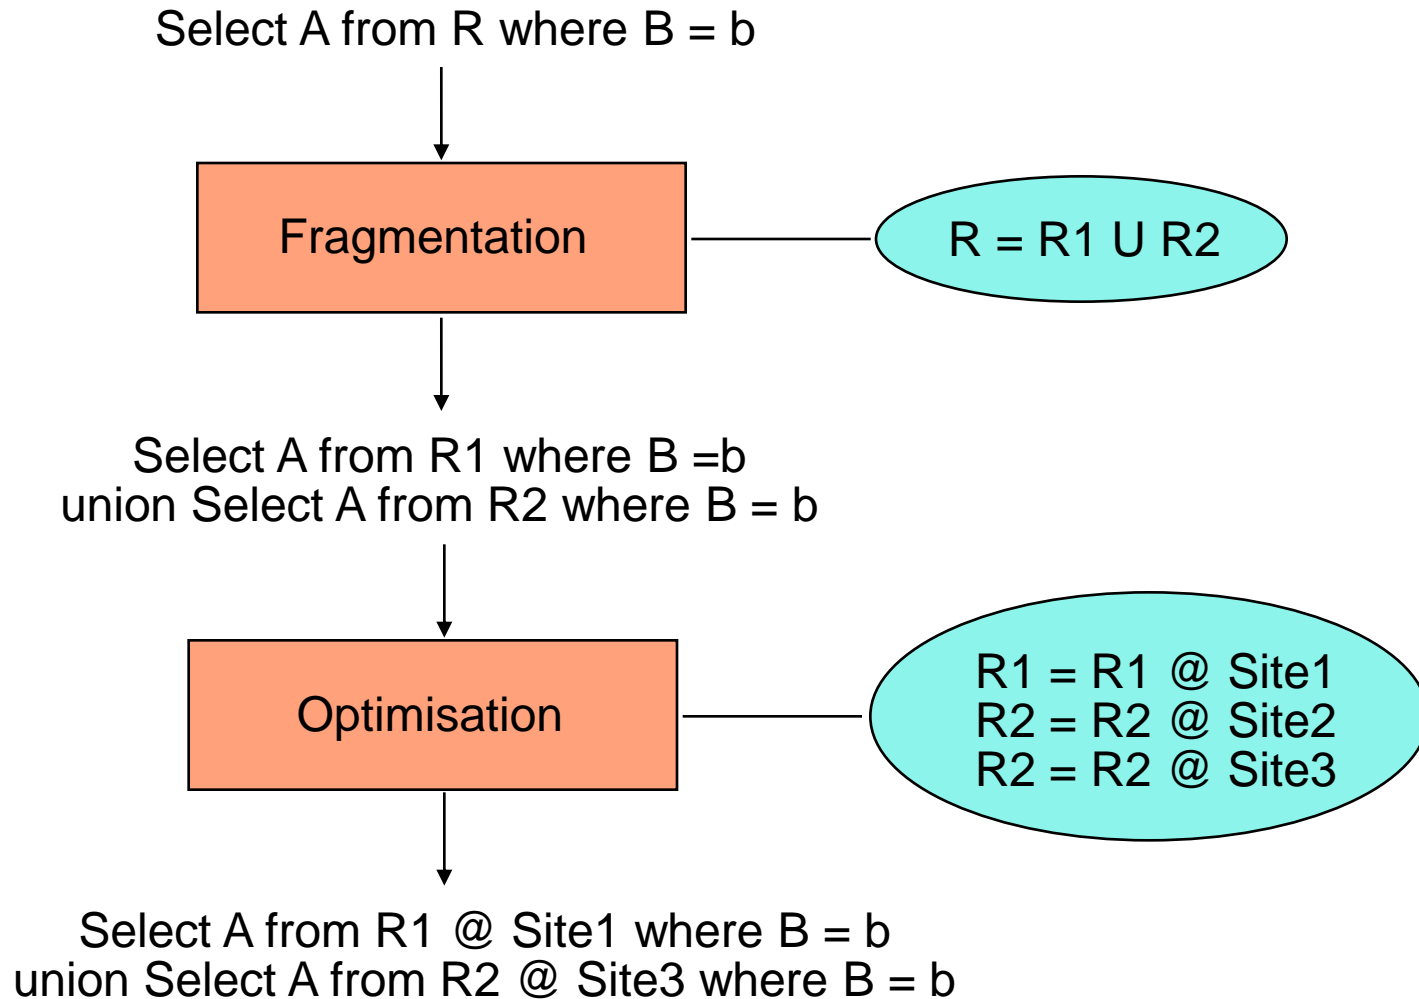 Select A from R where B = b
Fragmentation
R = R1 U R2
Select A from R1 where B =b
union Select A from R2 where B = b
Optimisation
R1 = R1 @ Site1
R2 = R2 @ Site2
R2 = R2 @ Site3
Select A from R1 @ Site1 where B = b
union Select A from R2 @ Site3 where B = b